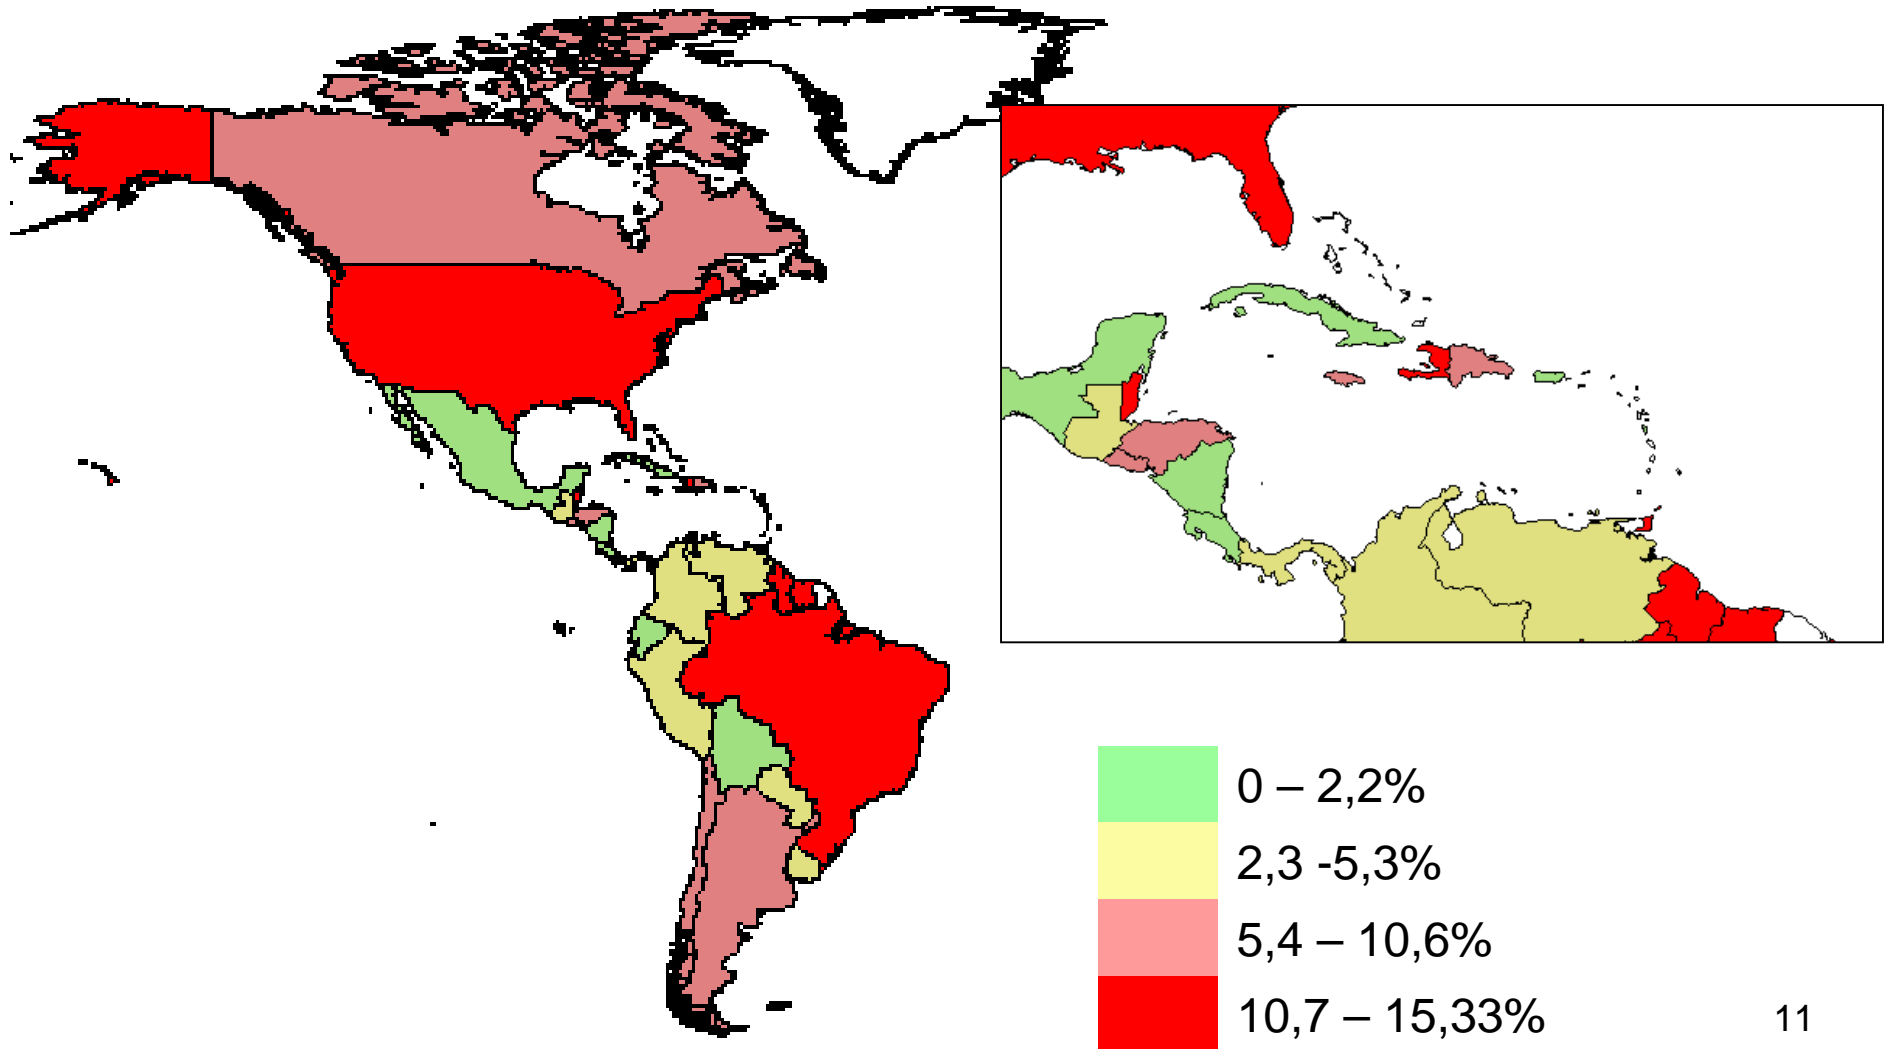 0 – 2,2%
2,3 -5,3%
5,4 – 10,6%
10,7 – 15,33%
11